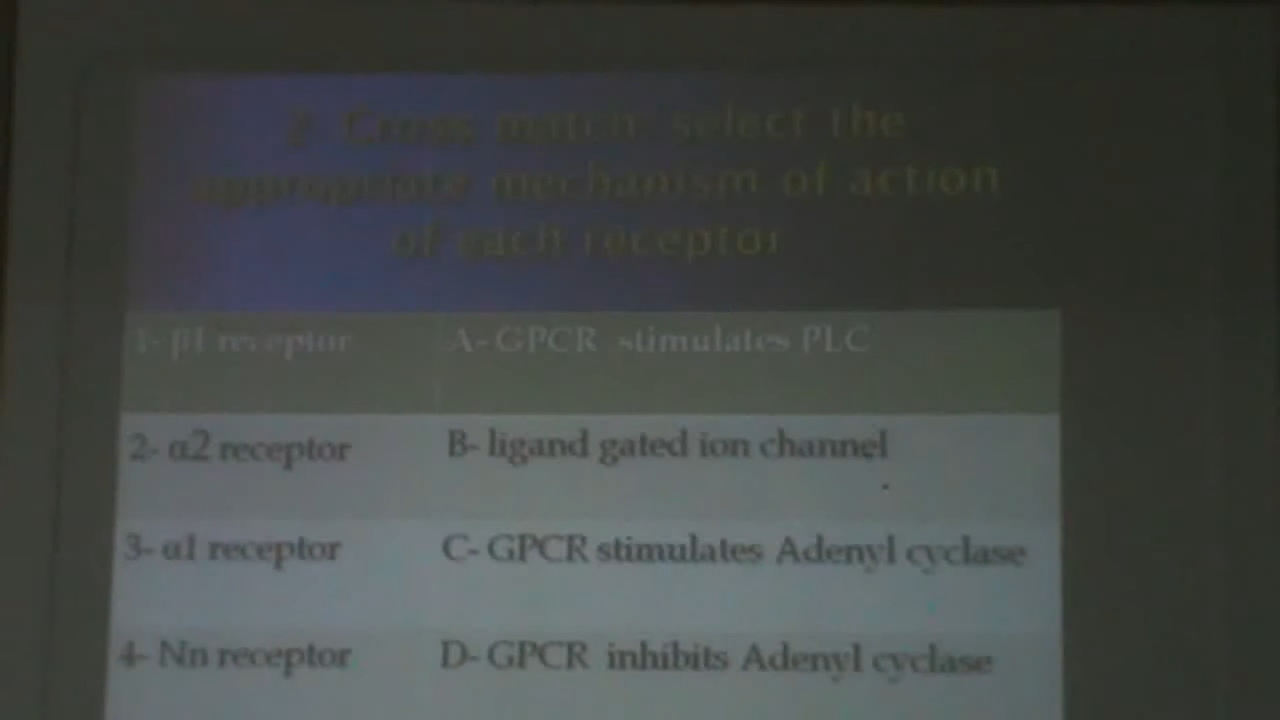 2. Cross match: select the
appropriate mechanism of action
of each receptor
1- β1 receptor A- GPCR stimulates PLC
2- α2 receptor B- ligand gated ion channel
3- α1 receptor C- GPCR stimulates Adenyl cyclase
4- Nn receptor D- GPCR inhibits Adenyl cyclase